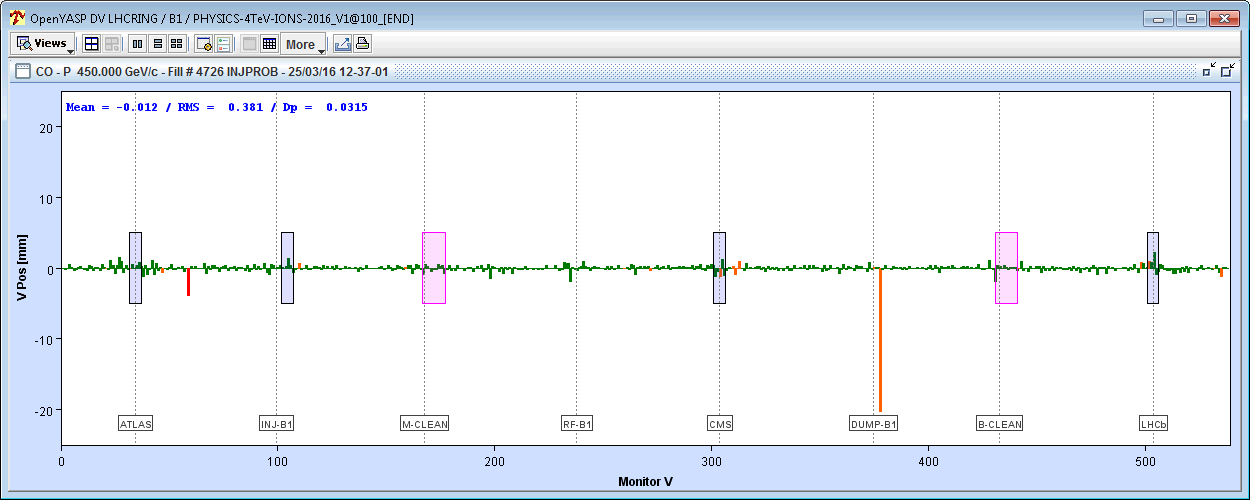 OpenYASP DV LHCRING / B1 / PHYSICS-4TeV-IONS-2016_V1@100_[END]
Views More
CO - P 450.000 GeV/c - Fill # 4726 INJPROB - 25/03/16 12-37-01
Mean = -0.012 / RMS = 0.381 / Dp = 0.0315
20
10
0
-10
-20
V Pos [mm]
ATLAS INJ-B1 M-CLEAN RF-B1 CMS DUMP-B1 B-CLEAN LHCb
0 100 200 300 400 500
Monitor V